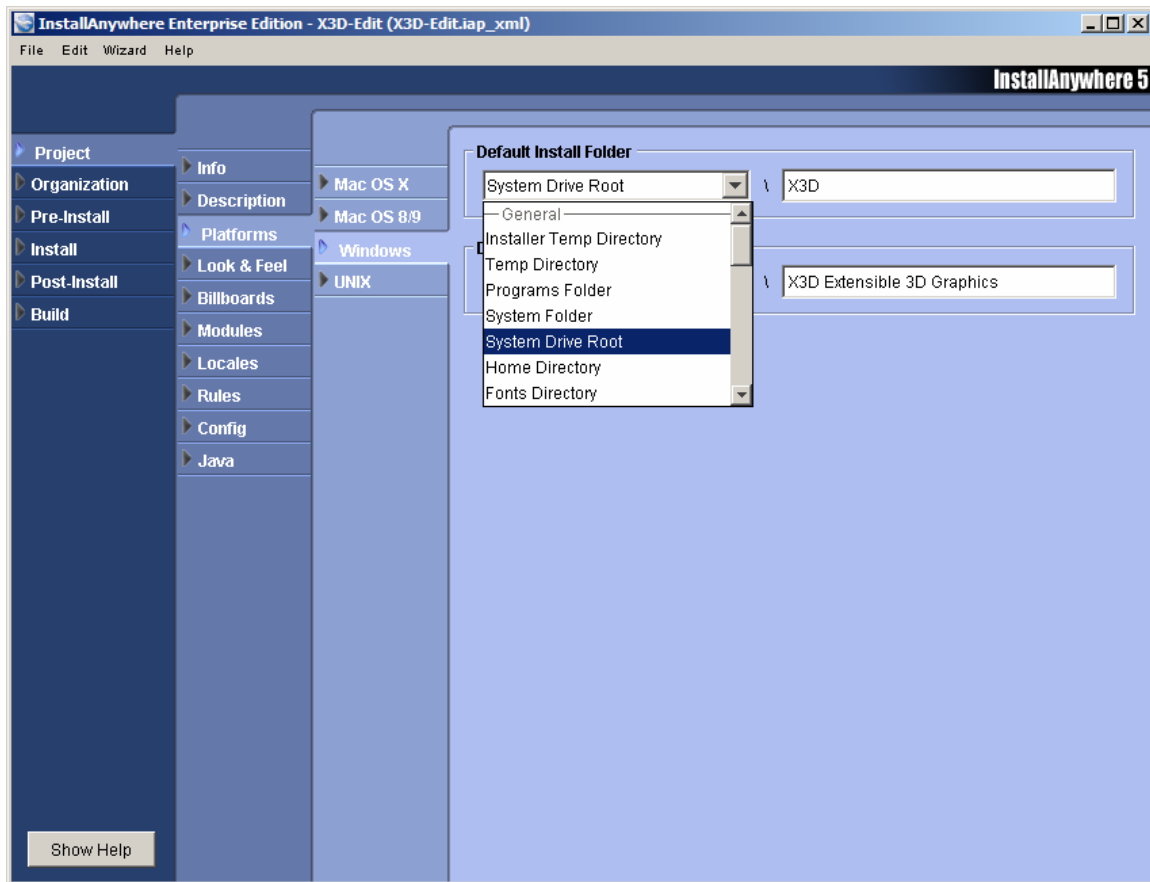 InstallAnywhere Enterprise Edition - X3D-Edit (X3D-Edit.iap_xml)
File Edit Wizard Help
InstallAnywhere 5
Project
Organization
Pre-Install
Install
Post-Install
Build
Info
Description
Platforms
Look & Feel
Billboards
Modules
Locales
Rules
Config
Java
Mac OS X
Mac OS 8/9
Windows
UNIX
Default Install Folder
System Drive Root \ X3D
General
Installer Temp Directory
Temp Directory
Programs Folder
System Folder
System Drive Root
Home Directory
Fonts Directory
\ X3D Extensible 3D Graphics
Show Help